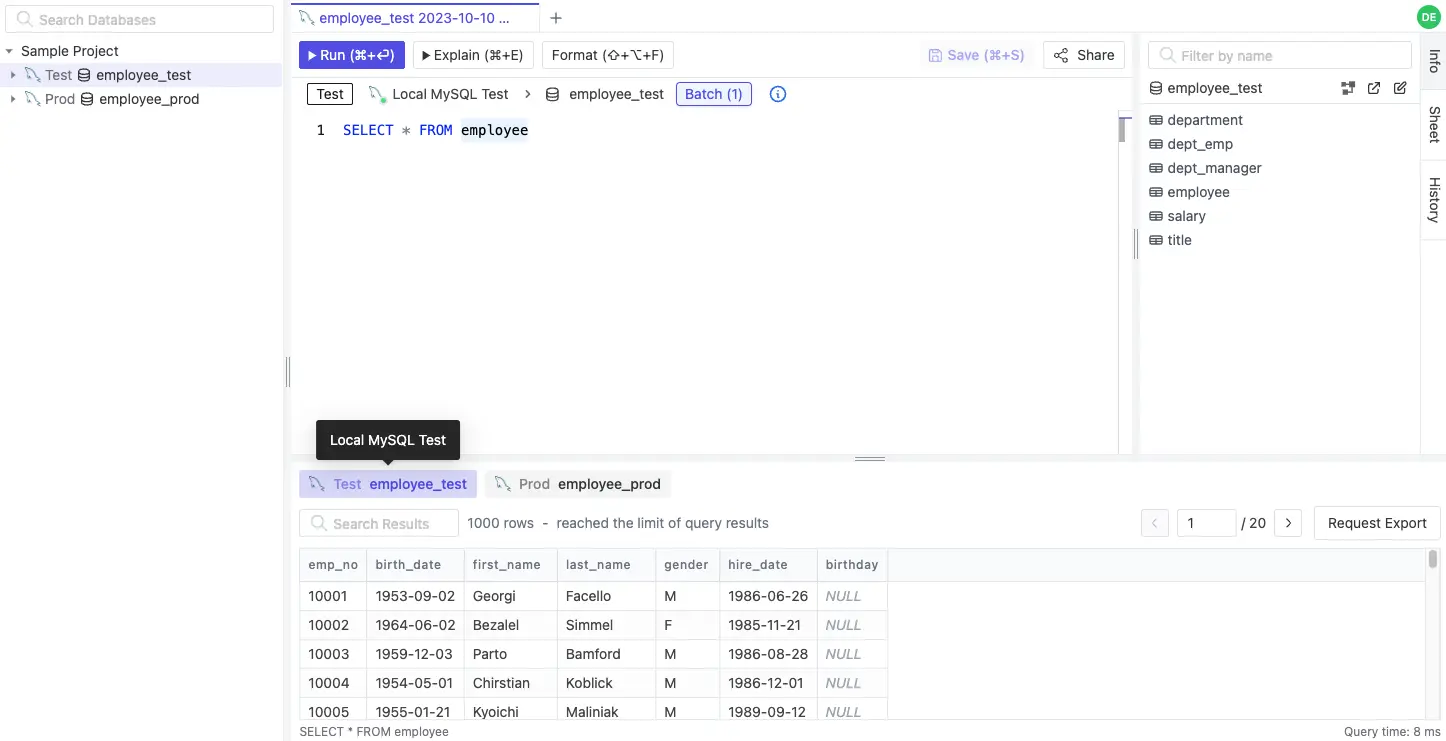 Search Databases
Sample Project
Test employee_test
Prod employee_prod
employee_test 2023-10-10 ...
DE
Run (⌘+⏎)
Explain (⌘+E)
Format (⇧+⌥+F)
Save (⌘+S)
Share
Test Local MySQL Test > employee_test Batch (1)
1 SELECT * FROM employee
Filter by name
employee_test
department
dept_emp
dept_manager
employee
salary
title
Info
Sheet
History
Local MySQL Test
Test employee_test
Prod employee_prod
Search Results
1000 rows - reached the limit of query results
1 / 20
Request Export
emp_no birth_date first_name last_name gender hire_date birthday
10001 1953-09-02 Georgi Facello M 1986-06-26 NULL
10002 1964-06-02 Bezalel Simmel F 1985-11-21 NULL
10003 1959-12-03 Parto Bamford M 1986-08-28 NULL
10004 1954-05-01 Chirstian Koblick M 1986-12-01 NULL
10005 1955-01-21 Kyoichi Maliniak M 1989-09-12 NULL
SELECT * FROM employee
Query time: 8 ms